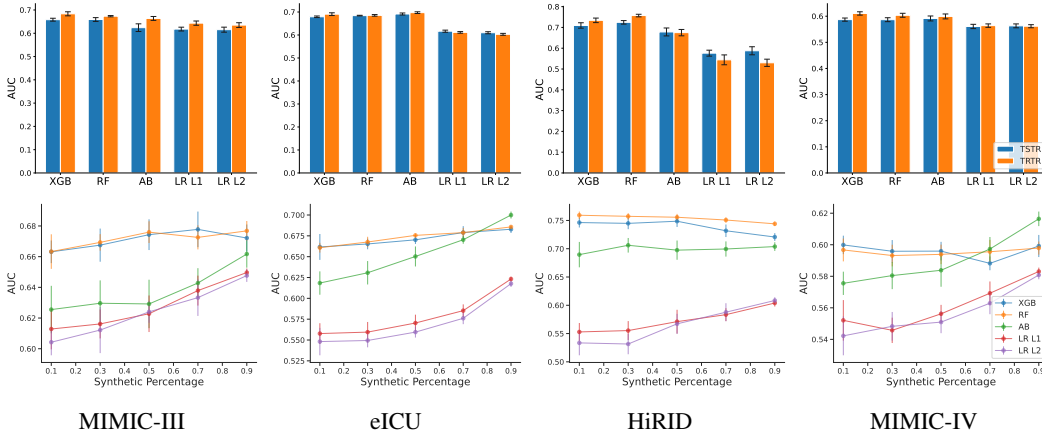 AUC
0.7
0.6
0.5
0.4
0.3
0.2
0.1
0.0
XGB RF AB LR L1 LR L2
AUC
0.7
0.6
0.5
0.4
0.3
0.2
0.1
0.0
XGB RF AB LR L1 LR L2
AUC
0.8
0.7
0.6
0.5
0.4
0.3
0.2
0.1
0.0
XGB RF AB LR L1 LR L2
AUC
0.6
0.5
0.4
0.3
0.2
0.1
0.0
XGB RF AB LR L1 LR L2
TSTR
TRTR
AUC
0.68
0.66
0.64
0.62
0.60
0.1 0.2 0.3 0.4 0.5 0.6 0.7 0.8 0.9
Synthetic Percentage
AUC
0.700
0.675
0.650
0.625
0.600
0.575
0.550
0.525
0.1 0.2 0.3 0.4 0.5 0.6 0.7 0.8 0.9
Synthetic Percentage
AUC
0.75
0.70
0.65
0.60
0.55
0.50
0.1 0.2 0.3 0.4 0.5 0.6 0.7 0.8 0.9
Synthetic Percentage
AUC
0.62
0.60
0.58
0.56
0.54
0.1 0.2 0.3 0.4 0.5 0.6 0.7 0.8 0.9
Synthetic Percentage
XGB
RF
AB
LR L1
LR L2
MIMIC-III eICU HiRID MIMIC-IV